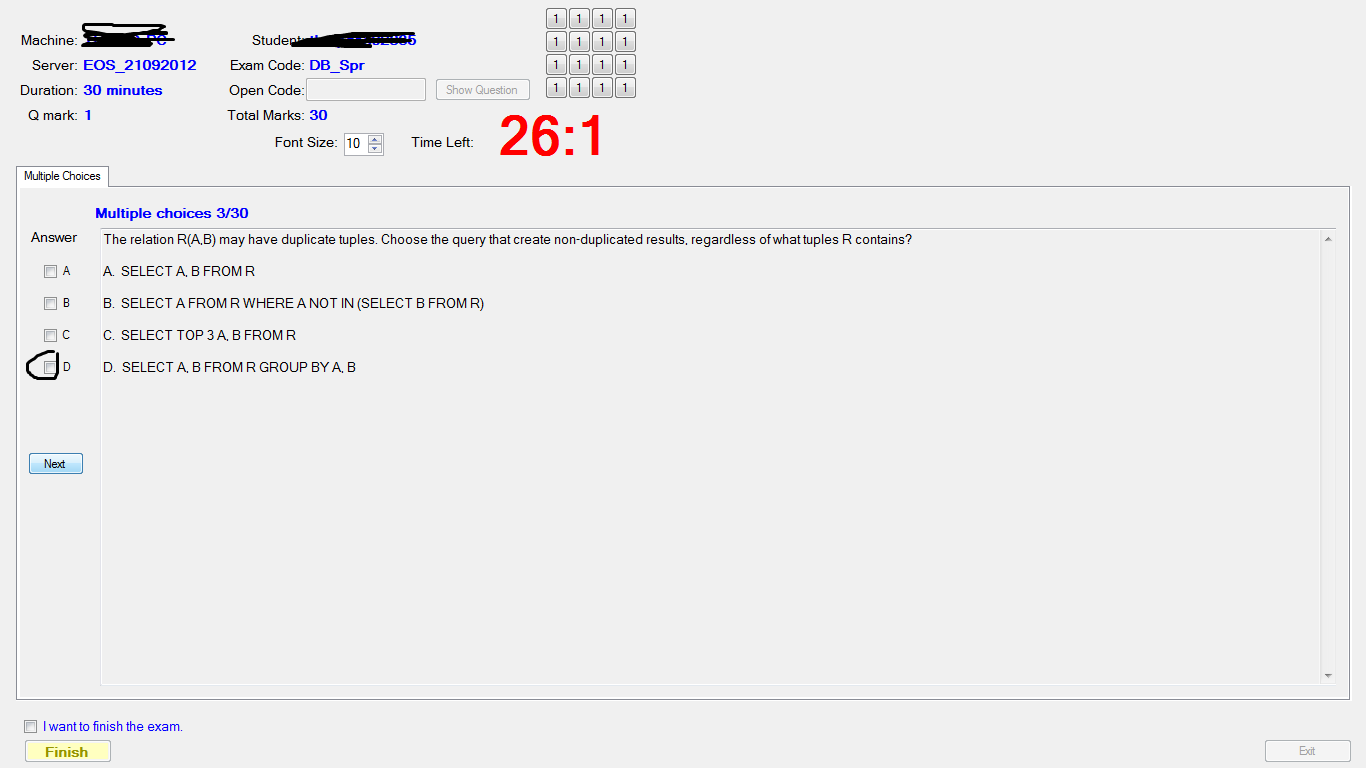 1 1 1 1
Machine: Student:
1 1 1 1
Server: EOS_21092012 Exam Code: DB_Spr
1 1 1 1
Duration: 30 minutes Open Code: Show Question
1 1 1 1
Q mark: 1 Total Marks: 30
Font Size: 10 Time Left: 26:1
Multiple Choices
Multiple choices 3/30
Answer
The relation R(A,B) may have duplicate tuples. Choose the query that create non-duplicated results, regardless of what tuples R contains?
A A. SELECT A, B FROM R
B B. SELECT A FROM R WHERE A NOT IN (SELECT B FROM R)
C C. SELECT TOP 3 A, B FROM R
D D. SELECT A, B FROM R GROUP BY A, B
Next
I want to finish the exam.
Finish Exit